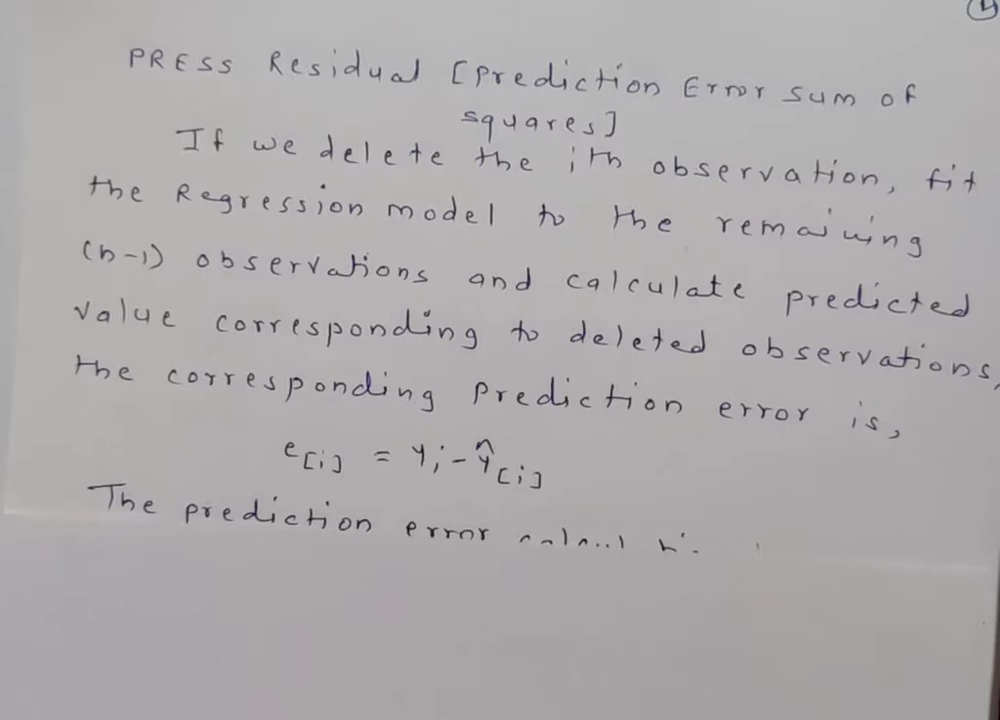 4
PRESS Residual [Prediction Error sum of
squares]
If we delete the ith observation, fit
the Regression model to the remaining
(n-1) observations and calculate predicted
value corresponding to deleted observations,
the corresponding prediction error is,
e[i] = yi - ŷ[i]
The prediction error